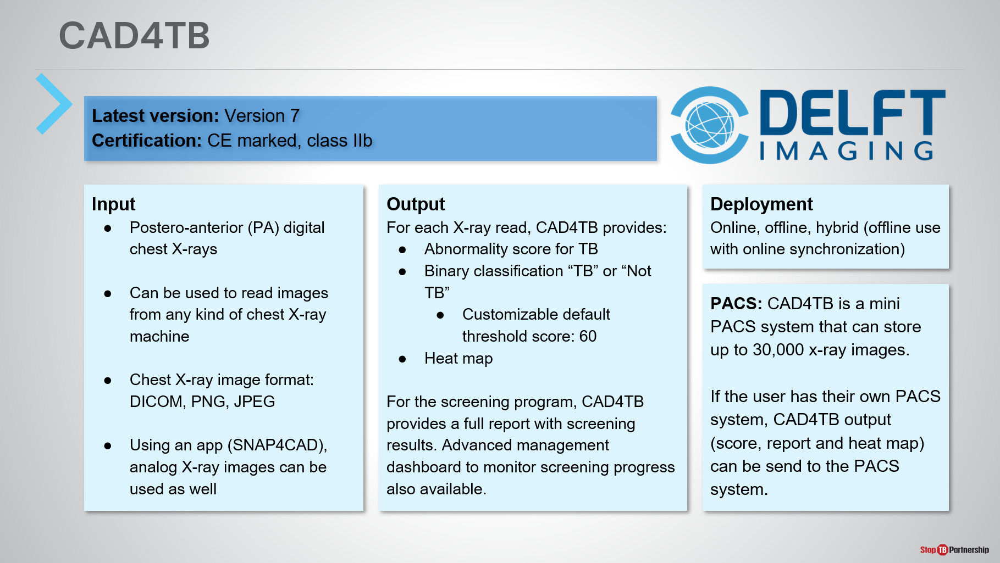 CAD4TB
Latest version: Version 7
Certification: CE marked, class IIb
DELFT
IMAGING
Input
● Postero-anterior (PA) digital
chest X-rays
● Can be used to read images
from any kind of chest X-ray
machine
● Chest X-ray image format:
DICOM, PNG, JPEG
● Using an app (SNAP4CAD),
analog X-ray images can be
used as well
Output
For each X-ray read, CAD4TB provides:
● Abnormality score for TB
● Binary classification “TB” or “Not
TB”
● Customizable default
threshold score: 60
● Heat map
For the screening program, CAD4TB
provides a full report with screening
results. Advanced management
dashboard to monitor screening progress
also available.
Deployment
Online, offline, hybrid (offline use
with online synchronization)
PACS: CAD4TB is a mini
PACS system that can store
up to 30,000 x-ray images.
If the user has their own PACS
system, CAD4TB output
(score, report and heat map)
can be send to the PACS
system.
Stop TB Partnership